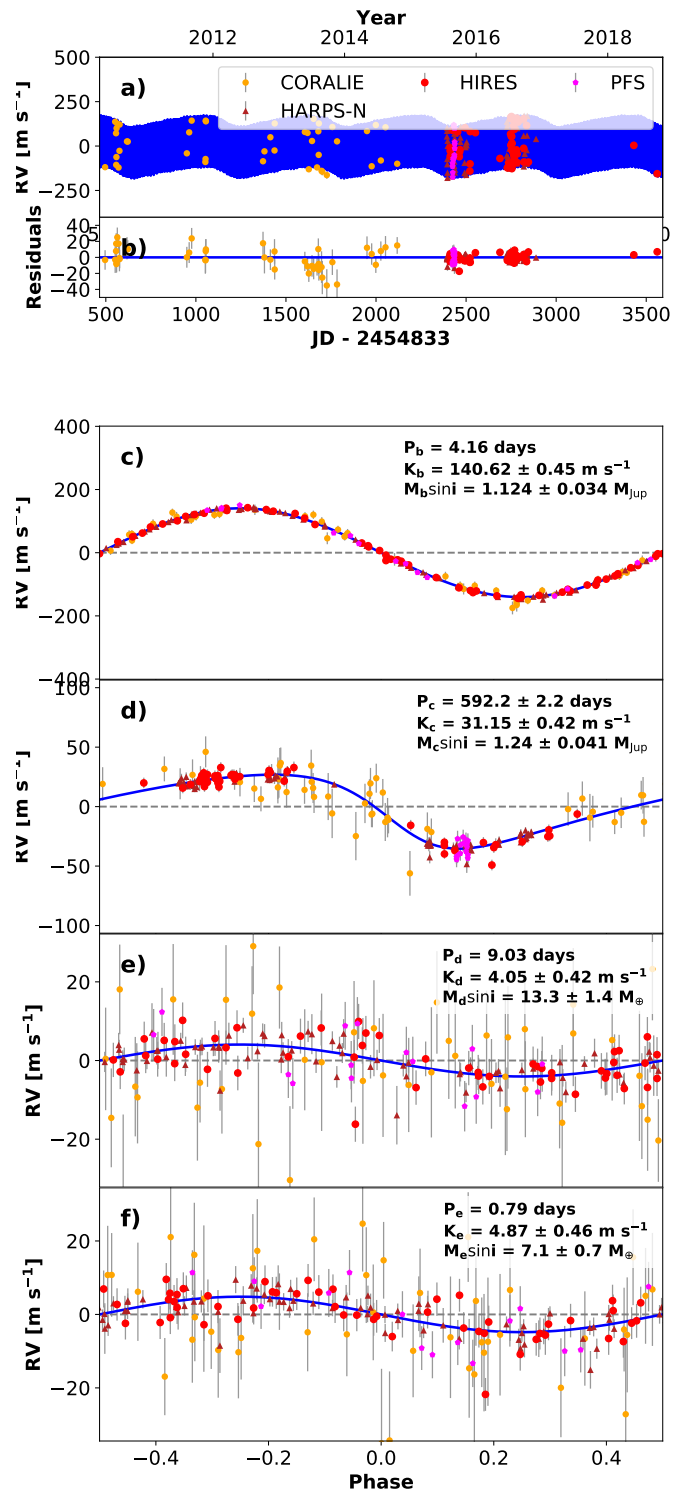 Year
2012 2014 2016 2018
500
250
0
−250
RV [m s⁻¹]
a)
CORALIE HIRES PFS
HARPS-N
40
20
0
−20
−40
Residuals
b)
500 1000 1500 2000 2500 3000 3500
JD - 2454833
400
200
0
−200
−400
RV [m s⁻¹]
c)
P_b = 4.16 days
K_b = 140.62 ± 0.45 m s⁻¹
M_b sin i = 1.124 ± 0.034 M_Jup
100
50
0
−50
−100
RV [m s⁻¹]
d)
P_c = 592.2 ± 2.2 days
K_c = 31.15 ± 0.42 m s⁻¹
M_c sin i = 1.24 ± 0.041 M_Jup
20
0
−20
RV [m s⁻¹]
e)
P_d = 9.03 days
K_d = 4.05 ± 0.42 m s⁻¹
M_d sin i = 13.3 ± 1.4 M_⊕
20
0
−20
RV [m s⁻¹]
f)
P_e = 0.79 days
K_e = 4.87 ± 0.46 m s⁻¹
M_e sin i = 7.1 ± 0.7 M_⊕
−0.4 −0.2 0.0 0.2 0.4
Phase